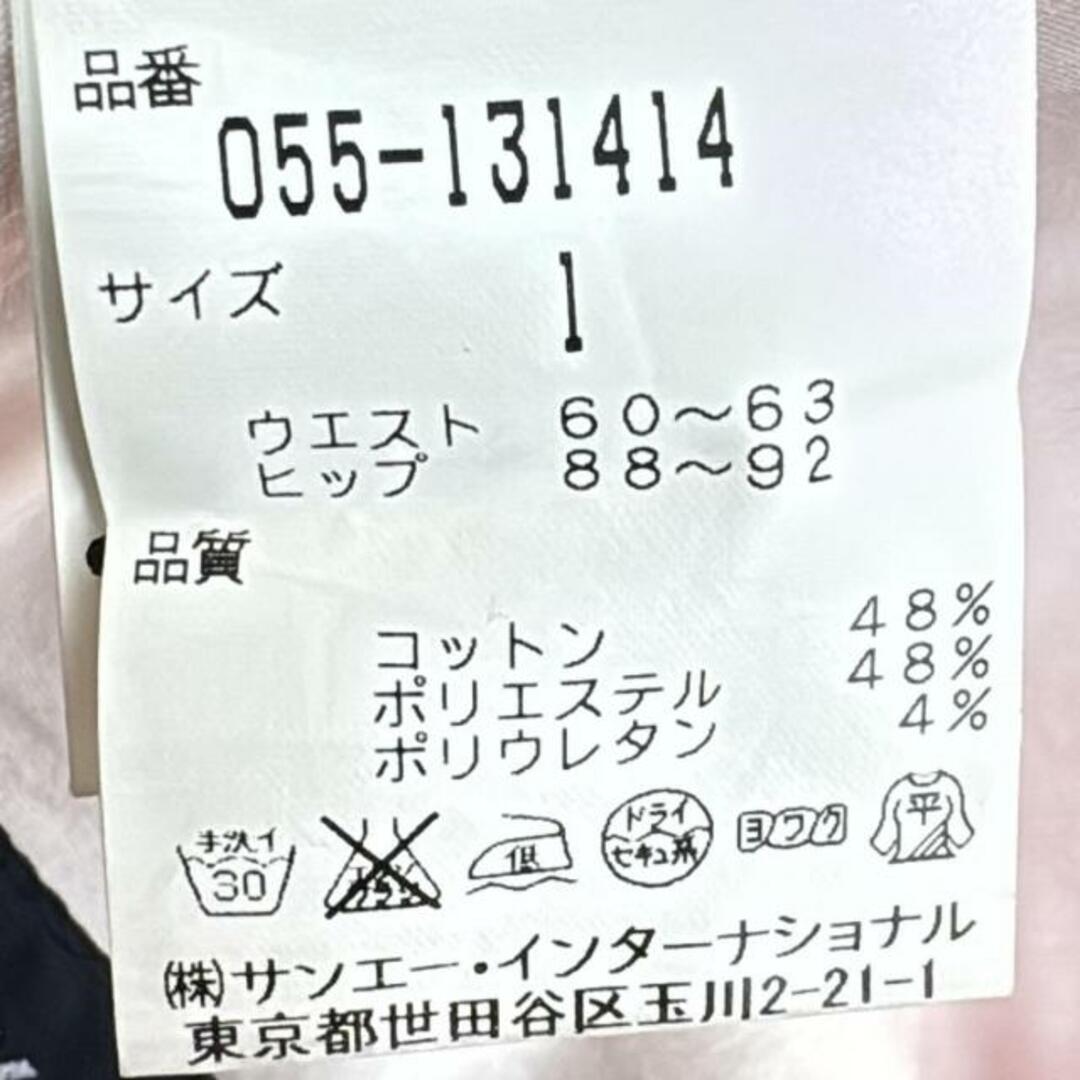 品番
055-131414
サイズ 1
ウエスト 60～63
ヒップ 88～92
品質
コットン 48%
ポリエステル 48%
ポリウレタン 4%
手洗イ 30 低 ドライ セキユ系 ヨワク 平
㈱サンエー・インターナショナル
東京都世田谷区玉川2-21-1